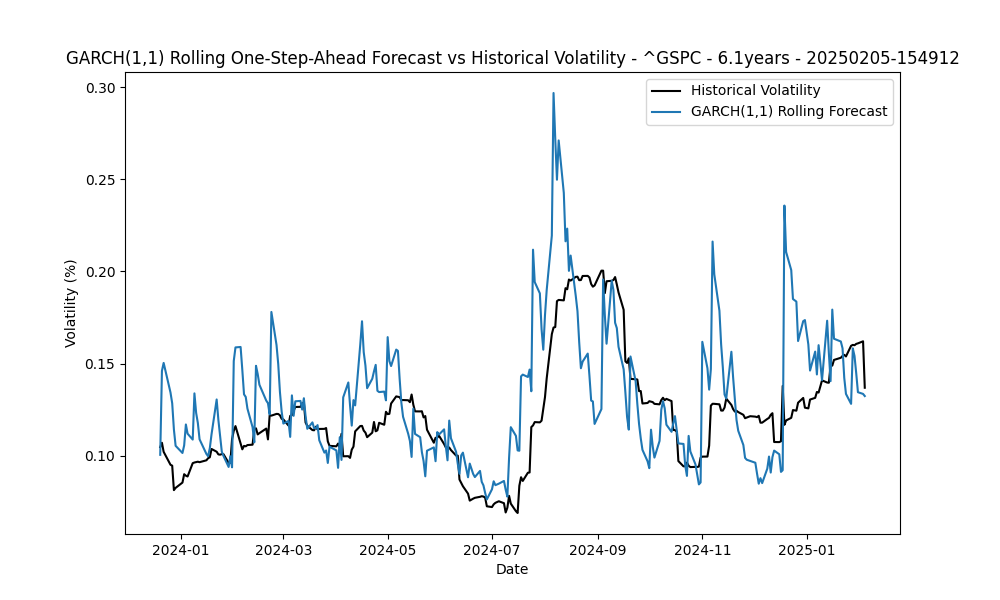 GARCH(1,1) Rolling One-Step-Ahead Forecast vs Historical Volatility - ^GSPC - 6.1years - 20250205-154912
Historical Volatility
GARCH(1,1) Rolling Forecast
0.30
0.25
0.20
0.15
0.10
Volatility (%)
2024-01 2024-03 2024-05 2024-07 2024-09 2024-11 2025-01
Date